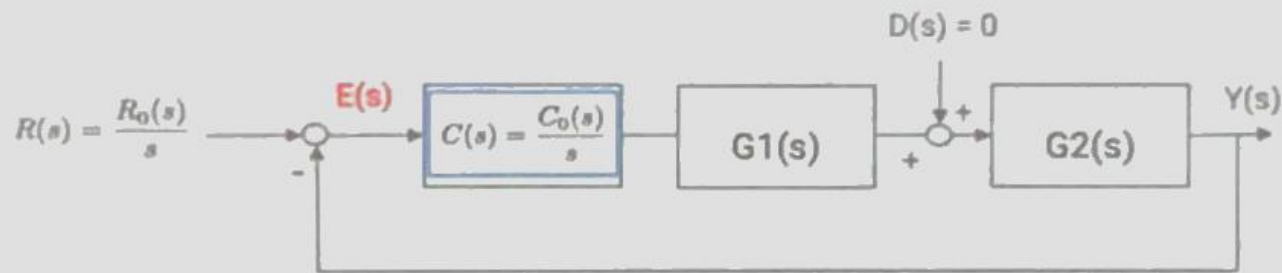 D(s) = 0
R(s) = R₀(s)/s
E(s)
C(s) = C₀(s)/s
G1(s)
+
+
G2(s)
Y(s)
-